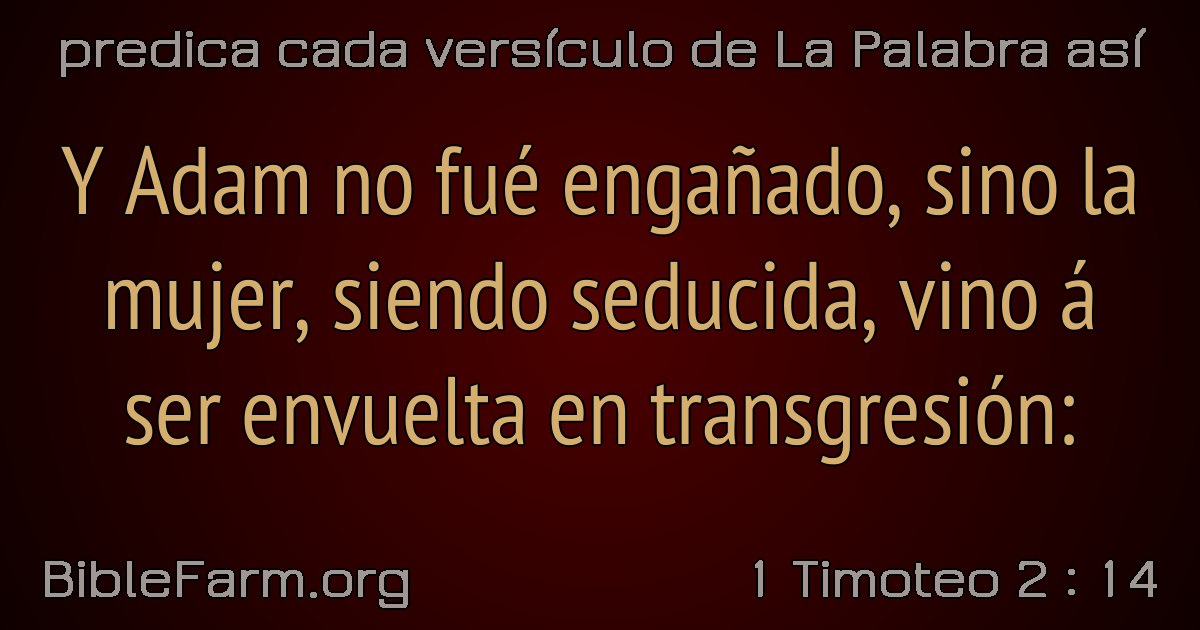 predica cada versículo de La Palabra así
Y Adam no fué engañado, sino la
mujer, siendo seducida, vino á
ser envuelta en transgresión:
BibleFarm.org
1 Timoteo 2 : 14